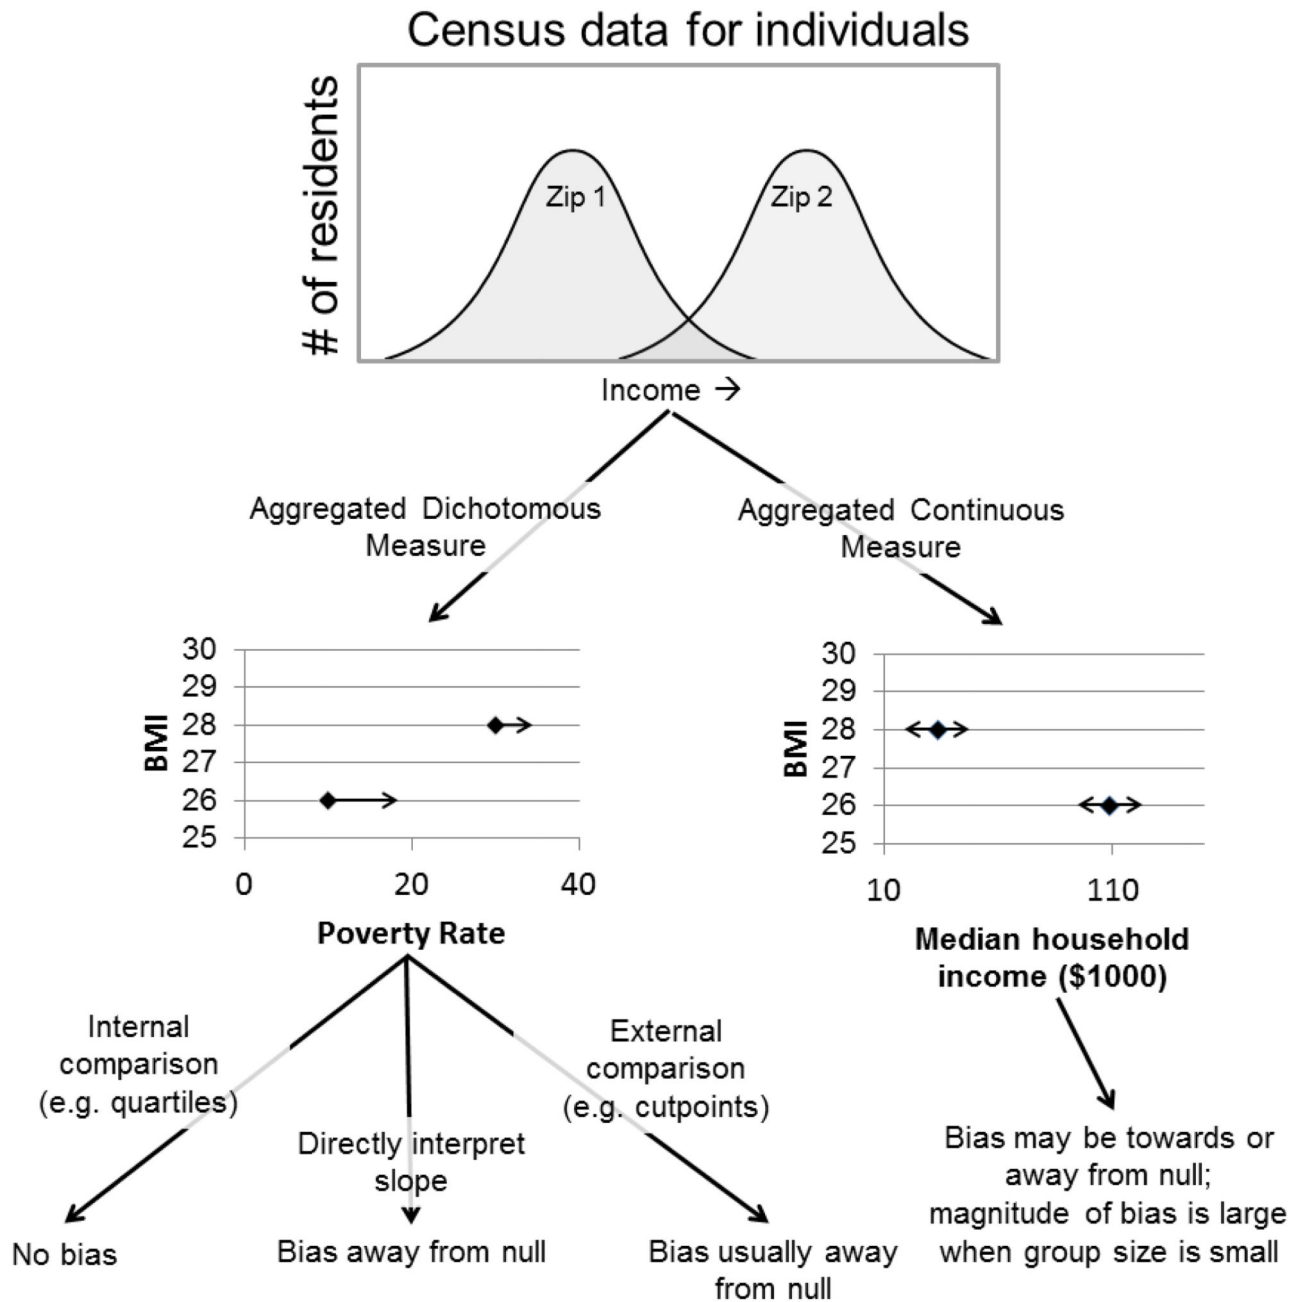 Census data for individuals
# of residents
Zip 1
Zip 2
Income →
Aggregated Dichotomous
Measure
Aggregated Continuous
Measure
BMI
30
29
28
27
26
25
0
20
40
Poverty Rate
BMI
30
29
28
27
26
25
10
110
Median household
income ($1000)
Internal
comparison
(e.g. quartiles)
Directly interpret
slope
External
comparison
(e.g. cutpoints)
No bias
Bias away from null
Bias usually away
from null
Bias may be towards or
away from null;
magnitude of bias is large
when group size is small